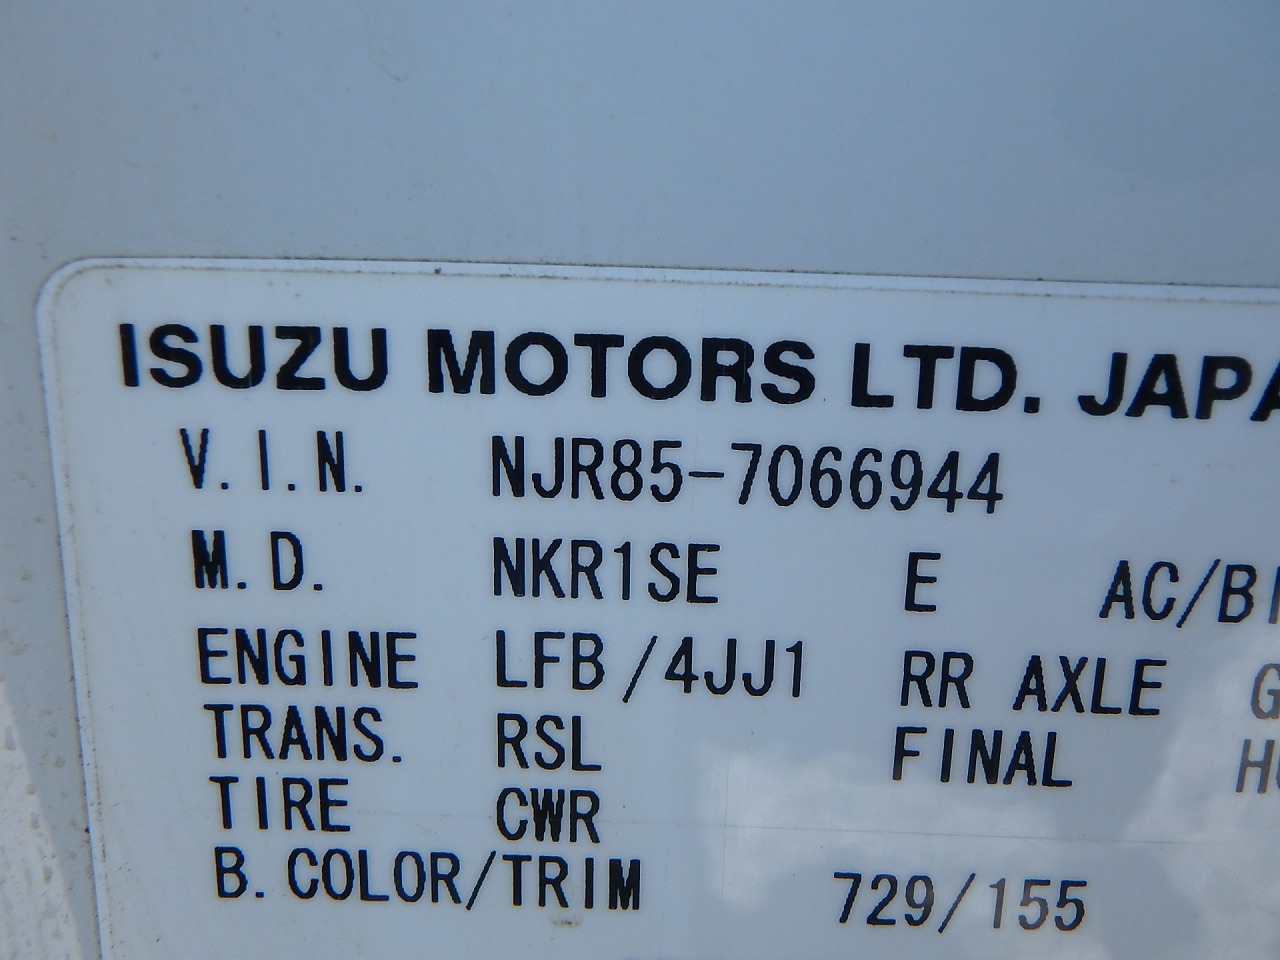 ISUZU MOTORS LTD. JAPA
V.I.N. NJR85-7066944
M.D. NKR1SE E AC/B
ENGINE LFB/4JJ1 RR AXLE G
TRANS. RSL FINAL H
TIRE CWR
B.COLOR/TRIM 729/155